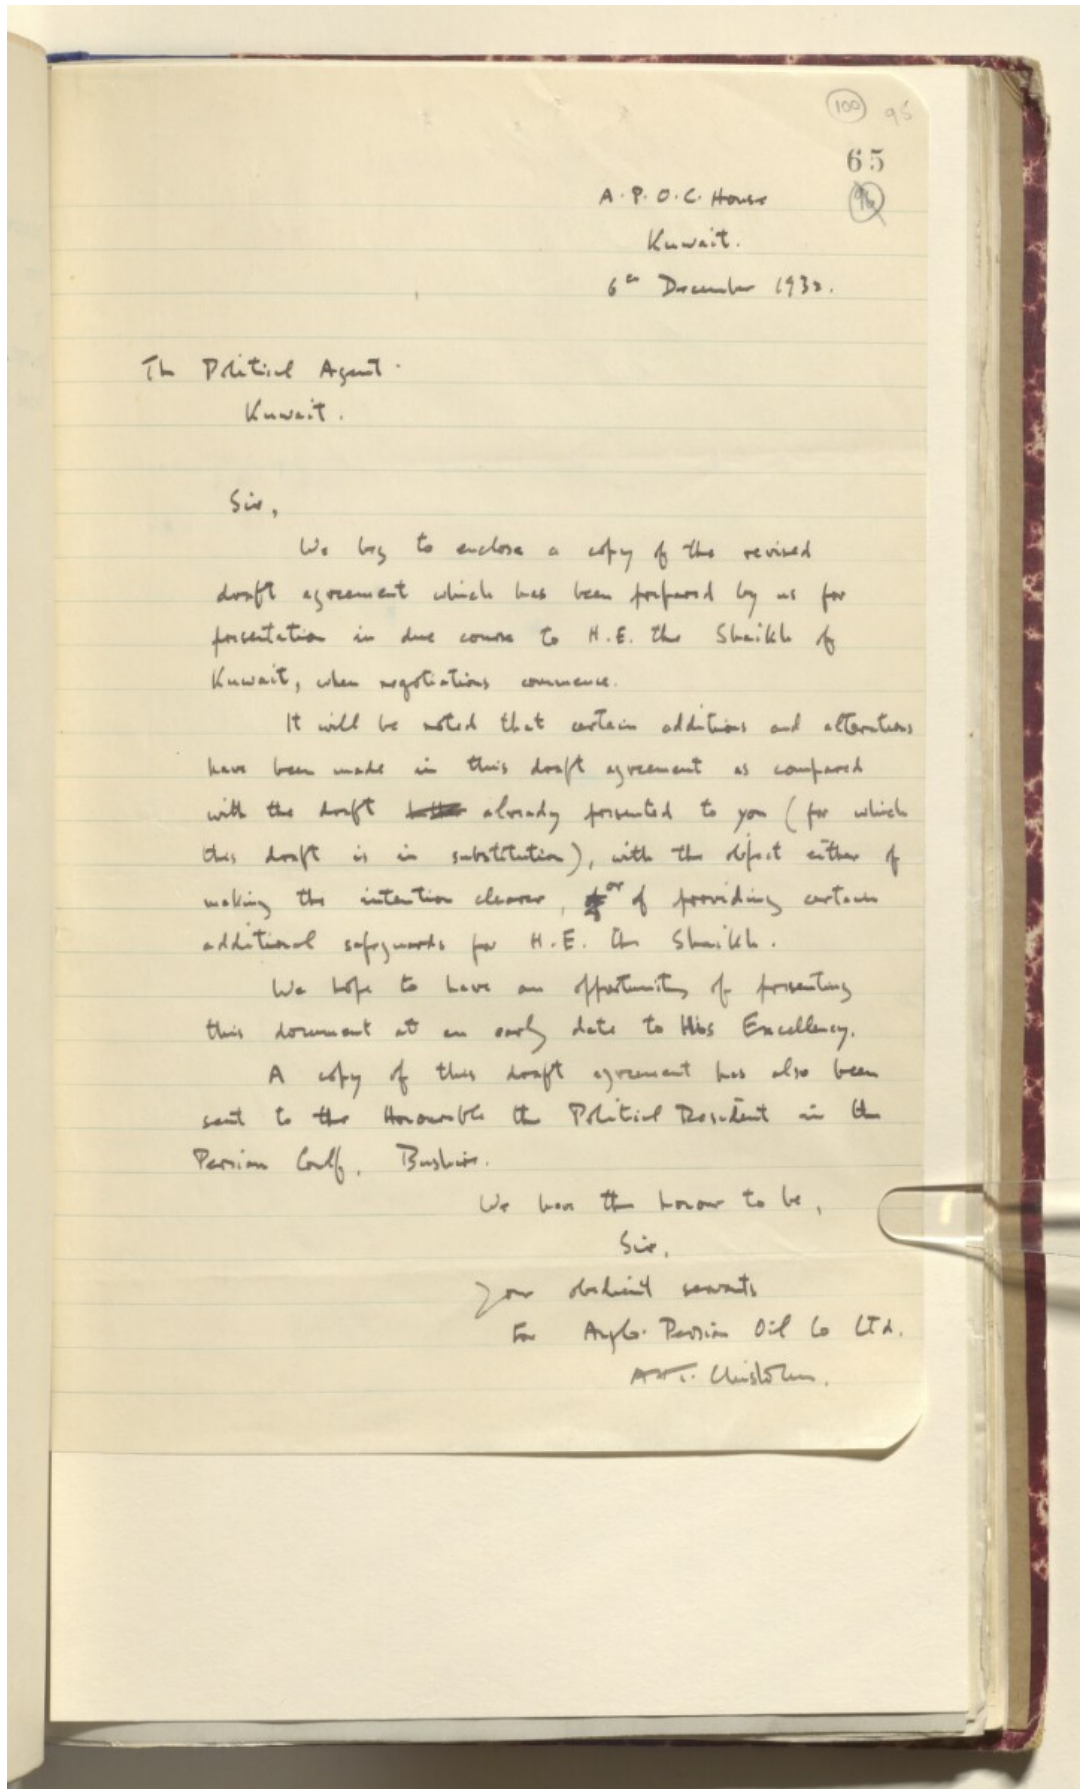 100 95
65
96
A.P.O.C. House
Kuwait.
6th December 1932.
The Political Agent.
Kuwait.
Sir,
We beg to enclose a copy of the revised
draft agreement which has been prepared by us for
presentation in due course to H.E. the Shaikh of
Kuwait, when negotiations commence.
It will be noted that certain additions and alterations
have been made in this draft agreement as compared
with the draft already presented to you (for which
this draft is in substitution), with the object either of
making the intention clearer, or of providing certain
additional safeguards for H.E. the Shaikh.
We hope to have an opportunity of presenting
this document at an early date to His Excellency.
A copy of this draft agreement has also been
sent to the Honourable the Political Resident in the
Persian Gulf, Bushire.
We have the honour to be,
Sir,
Your obedient servants
For Anglo-Persian Oil Co Ltd.
A.H.T. Chisholm.